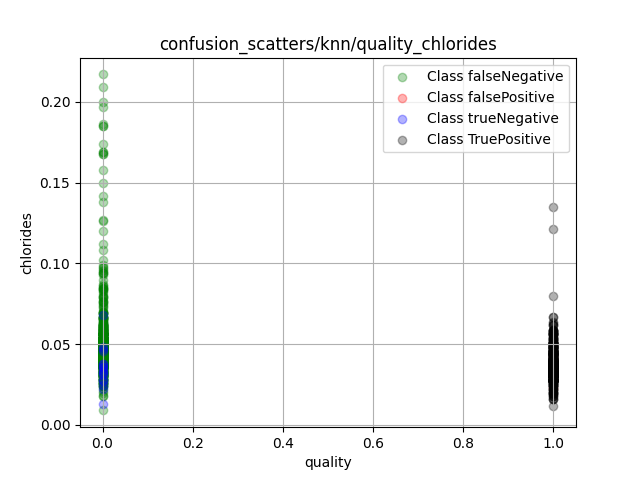 confusion_scatters/knn/quality_chlorides
Class falseNegative
Class falsePositive
Class trueNegative
Class TruePositive
0.20
0.15
0.10
0.05
0.00
chlorides
0.0 0.2 0.4 0.6 0.8 1.0
quality